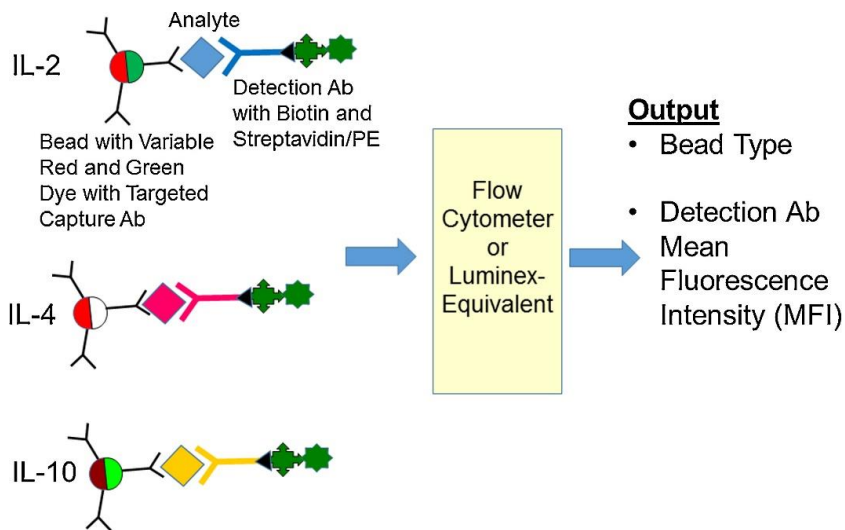 Analyte
IL-2
Detection Ab
with Biotin and
Streptavidin/PE
Bead with Variable
Red and Green
Dye with Targeted
Capture Ab
IL-4
IL-10
Flow
Cytometer
or
Luminex-
Equivalent
Output
• Bead Type
• Detection Ab
Mean
Fluorescence
Intensity (MFI)